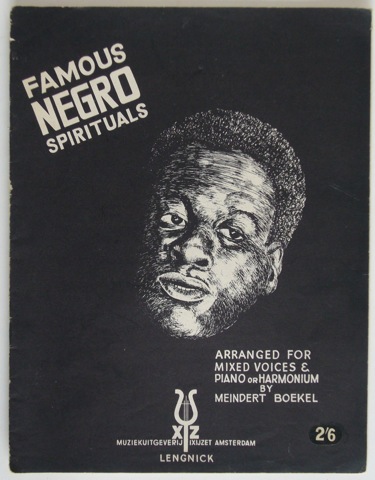 FAMOUS
NEGRO
SPIRITUALS
ARRANGED FOR
MIXED VOICES &
PIANO OR HARMONIUM
BY
MEINDERT BOEKEL
XYZ
MUZIEKUITGEVERIJ IXIJZET AMSTERDAM
LENGNICK
2'6